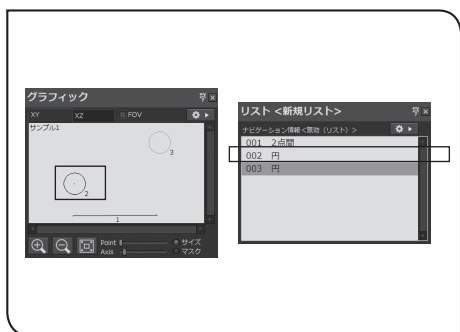 グラフィック
XY XZ FOV
サンプル1
3
2
1
Point サイズ
Axis マスク
リスト <新規リスト>
ナビゲーション情報<無効（リスト）>
001 2点間
002 円
003 円